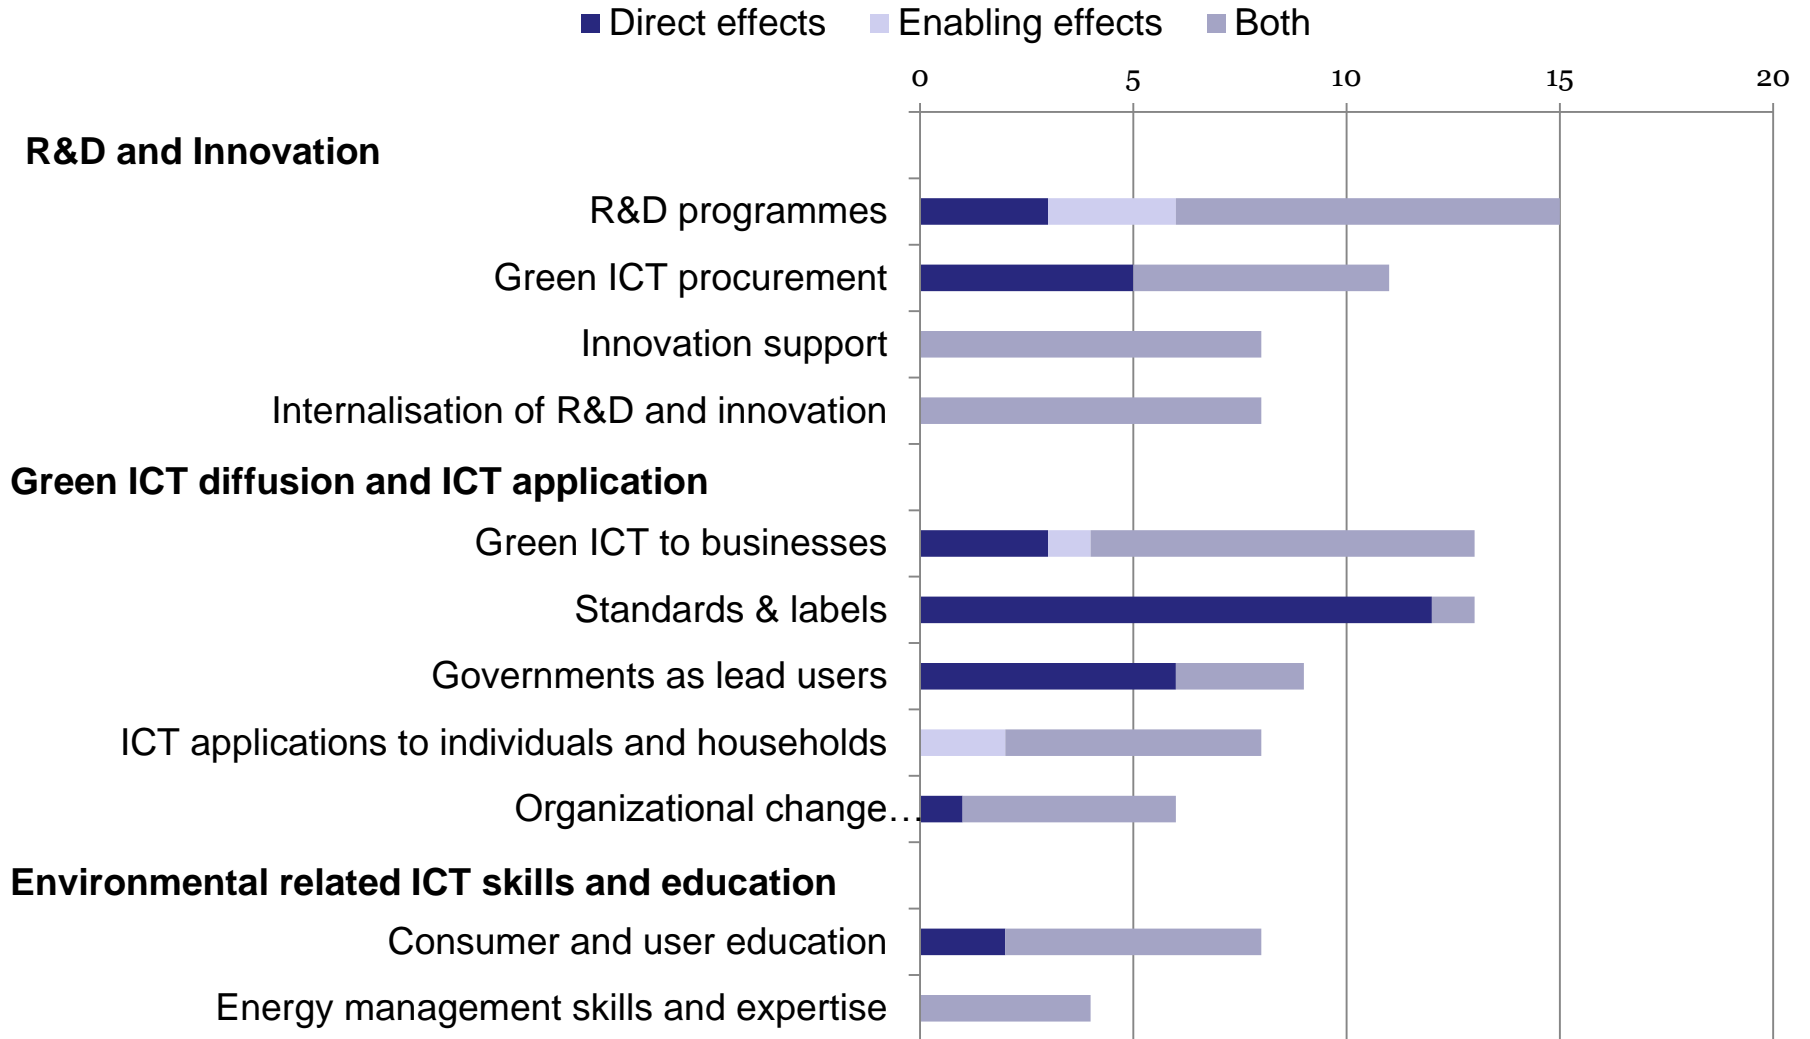 Direct effects Enabling effects Both
0 5 10 15 20
R&D and Innovation
R&D programmes
Green ICT procurement
Innovation support
Internalisation of R&D and innovation
Green ICT diffusion and ICT application
Green ICT to businesses
Standards & labels
Governments as lead users
ICT applications to individuals and households
Organizational change…
Environmental related ICT skills and education
Consumer and user education
Energy management skills and expertise